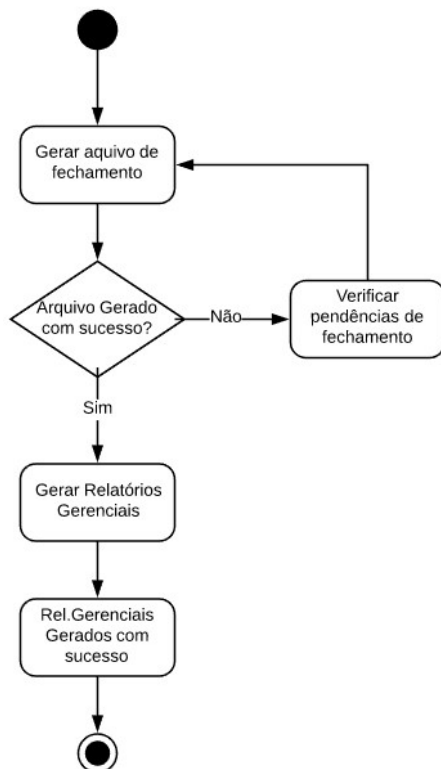 Gerar aquivo de
fechamento
Arquivo Gerado
com sucesso?
Não
Verificar
pendências de
fechamento
Sim
Gerar Relatórios
Gerenciais
Rel.Gerenciais
Gerados com
sucesso